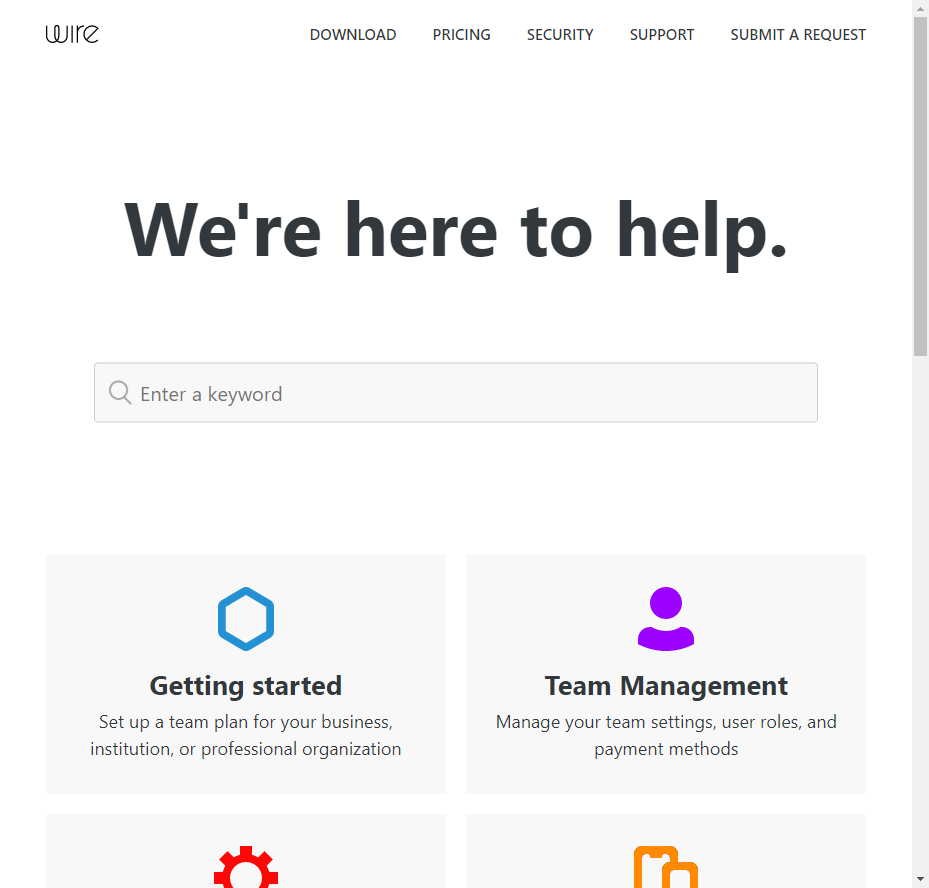 wire
DOWNLOAD PRICING SECURITY SUPPORT SUBMIT A REQUEST
We're here to help.
Enter a keyword
Getting started
Set up a team plan for your business,
institution, or professional organization
Team Management
Manage your team settings, user roles, and
payment methods